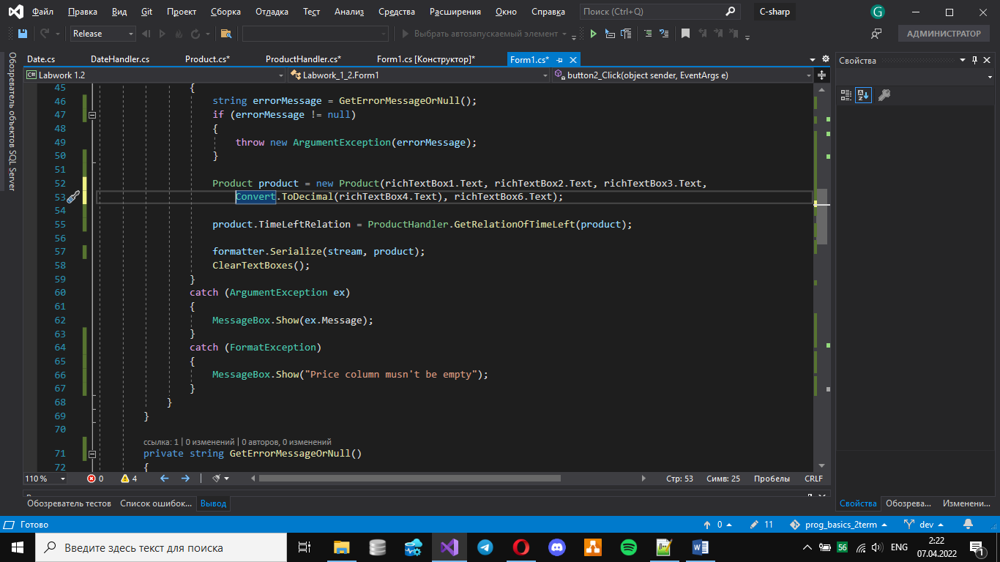 Файл Правка Вид Git Проект Сборка Отладка Тест Анализ Средства Расширения Окно Справка Поиск (Ctrl+Q) C-sharp G
Release Выбрать автозапускаемый элемент АДМИНИСТРАТОР
Обозреватель объектов SQL Server
Date.cs DateHandler.cs Product.cs* ProductHandler.cs* Form1.cs [Конструктор]* Form1.cs* Свойства
C# Labwork 1.2 Labwork_1_2.Form1 button2_Click(object sender, EventArgs e)
45 {
46 string errorMessage = GetErrorMessageOrNull();
47 if (errorMessage != null)
48 {
49 throw new ArgumentException(errorMessage);
50 }
51
52 Product product = new Product(richTextBox1.Text, richTextBox2.Text, richTextBox3.Text,
53 Convert.ToDecimal(richTextBox4.Text), richTextBox6.Text);
54
55 product.TimeLeftRelation = ProductHandler.GetRelationOfTimeLeft(product);
56
57 formatter.Serialize(stream, product);
58 ClearTextBoxes();
59 }
60 catch (ArgumentException ex)
61 {
62 MessageBox.Show(ex.Message);
63 }
64 catch (FormatException)
65 {
66 MessageBox.Show("Price column musn't be empty");
67 }
68 }
69 }
70
ссылка: 1 | 0 изменений | 0 авторов, 0 изменений
71 private string GetErrorMessageOrNull()
72 {
110 % 0 4 Стр: 53 Симв: 25 Пробелы CRLF
Обозреватель тестов Список ошибок... Вывод Свойства Обозрева... Изменени...
Готово 0 11 prog_basics_2term dev
Введите здесь текст для поиска 56 ENG 2:22
07.04.2022 1